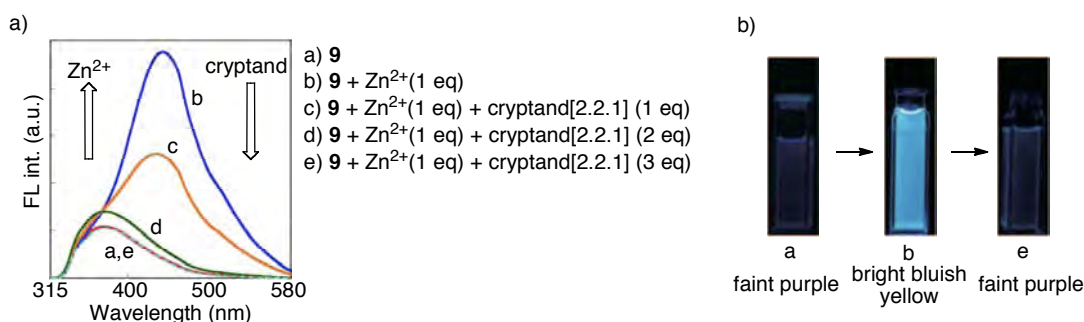 a)
FL int. (a.u.)
Zn2+
cryptand
b
c
d
a,e
315 400 500 580
Wavelength (nm)
a) 9
b) 9 + Zn2+(1 eq)
c) 9 + Zn2+(1 eq) + cryptand[2.2.1] (1 eq)
d) 9 + Zn2+(1 eq) + cryptand[2.2.1] (2 eq)
e) 9 + Zn2+(1 eq) + cryptand[2.2.1] (3 eq)
b)
a
faint purple
b
bright bluish
yellow
e
faint purple